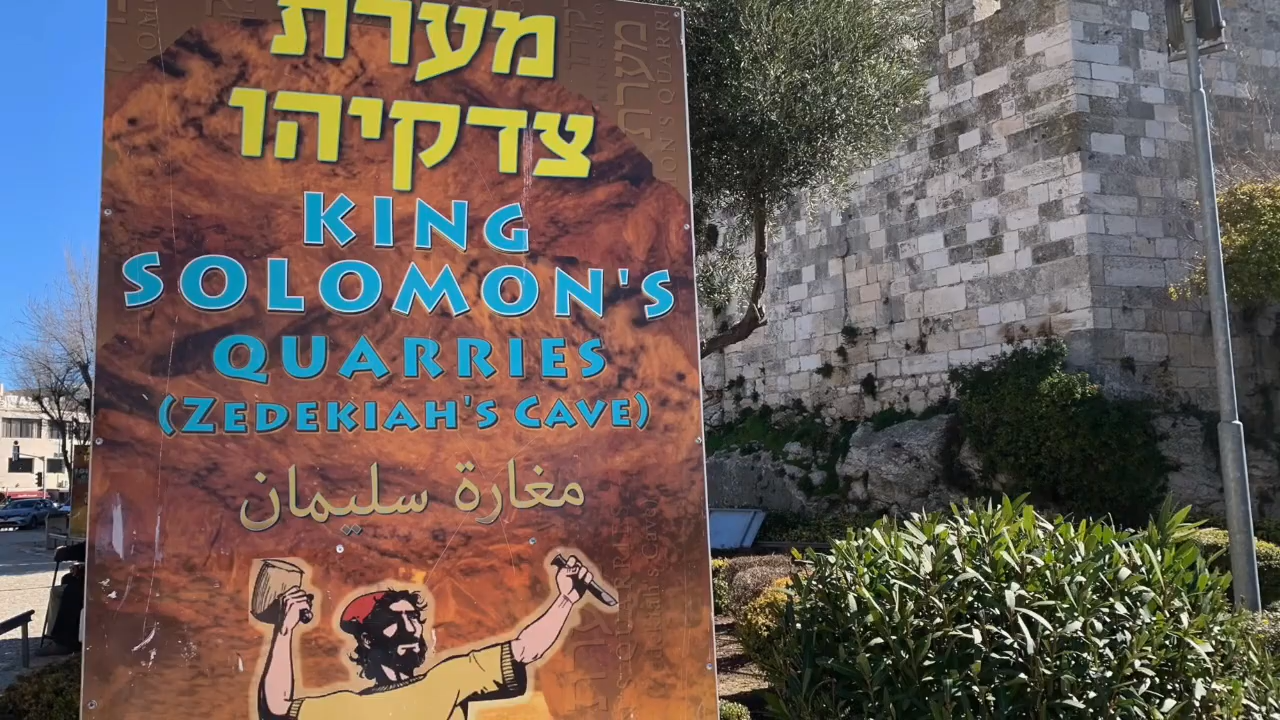 מערת
צדקיהו
KING
SOLOMON'S
QUARRIES
(ZEDEKIAH'S CAVE)
مغارة سليمان